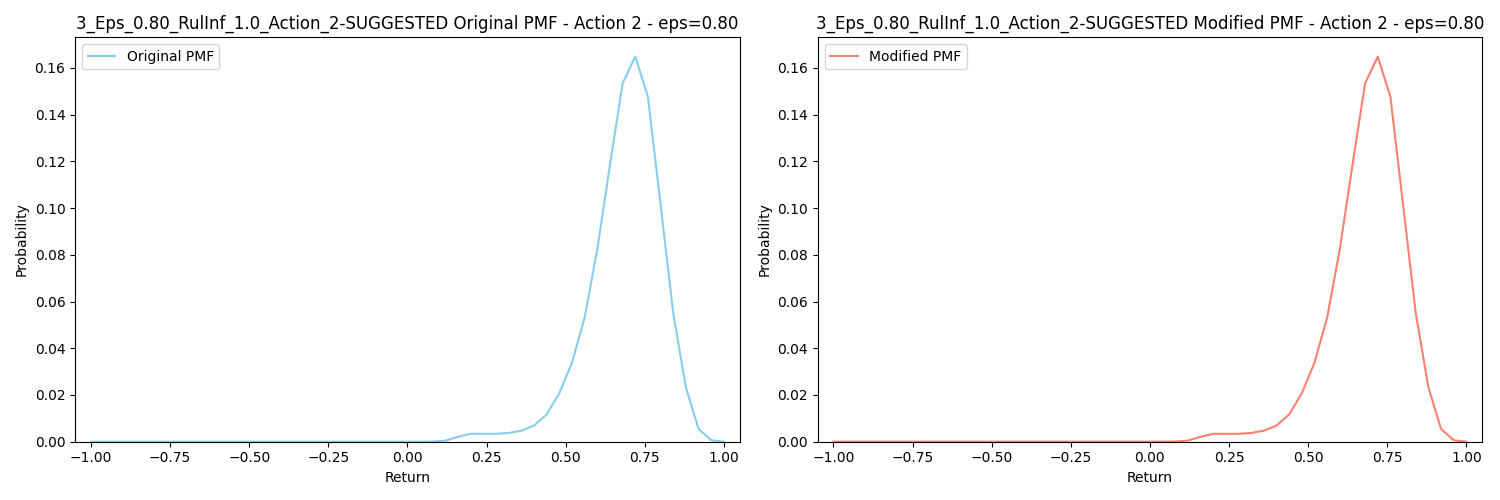 3_Eps_0.80_RulInf_1.0_Action_2-SUGGESTED Original PMF - Action 2 - eps=0.80
Original PMF
0.16
0.14
0.12
0.10
0.08
0.06
0.04
0.02
0.00
Probability
−1.00 −0.75 −0.50 −0.25 0.00 0.25 0.50 0.75 1.00
Return
3_Eps_0.80_RulInf_1.0_Action_2-SUGGESTED Modified PMF - Action 2 - eps=0.80
Modified PMF
0.16
0.14
0.12
0.10
0.08
0.06
0.04
0.02
0.00
Probability
−1.00 −0.75 −0.50 −0.25 0.00 0.25 0.50 0.75 1.00
Return